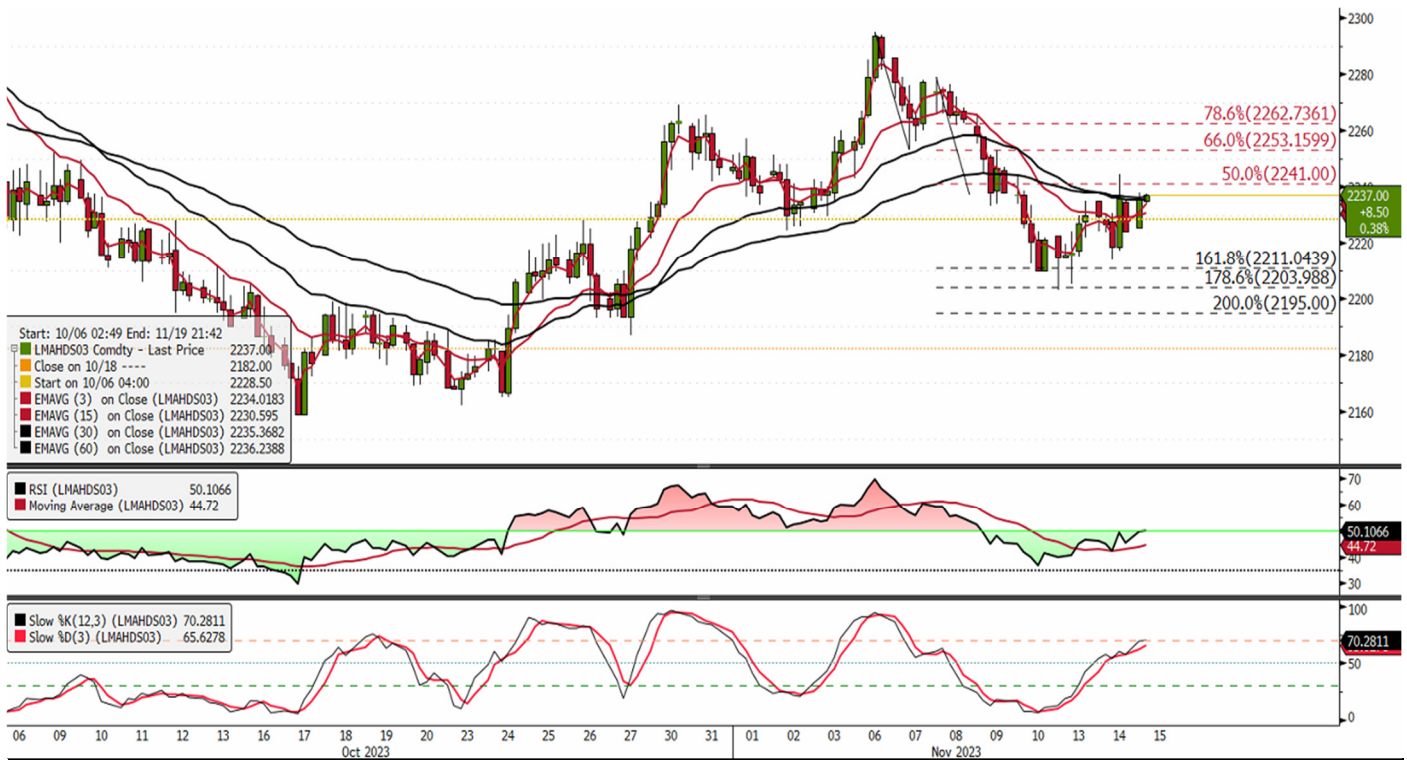 2300
2280
78.6%(2262.7361)
2260
66.0%(2253.1599)
50.0%(2241.00)
2237.00
+8.50
0.38%
2220
161.8%(2211.0439)
178.6%(2203.988)
2200
200.0%(2195.00)
2180
2160
Start: 10/06 02:49 End: 11/19 21:42
LMAHDS03 Comdty - Last Price 2237.00
Close on 10/18 ---- 2182.00
Start on 10/06 04:00 2228.50
EMAVG (3) on Close (LMAHDS03) 2234.0183
EMAVG (15) on Close (LMAHDS03) 2230.595
EMAVG (30) on Close (LMAHDS03) 2235.3682
EMAVG (60) on Close (LMAHDS03) 2236.2388
RSI (LMAHDS03) 50.1066
Moving Average (LMAHDS03) 44.72
70
60
50.1066
44.72
40
30
Slow %K(12,3) (LMAHDS03) 70.2811
Slow %D(3) (LMAHDS03) 65.6278
100
70.2811
50
0
06 09 10 11 12 13 16 16 17 18 19 20 23 24 25 26 27 30 31 01 02 03 06 07 08 09 10 13 14 15
Oct 2023 Nov 2023